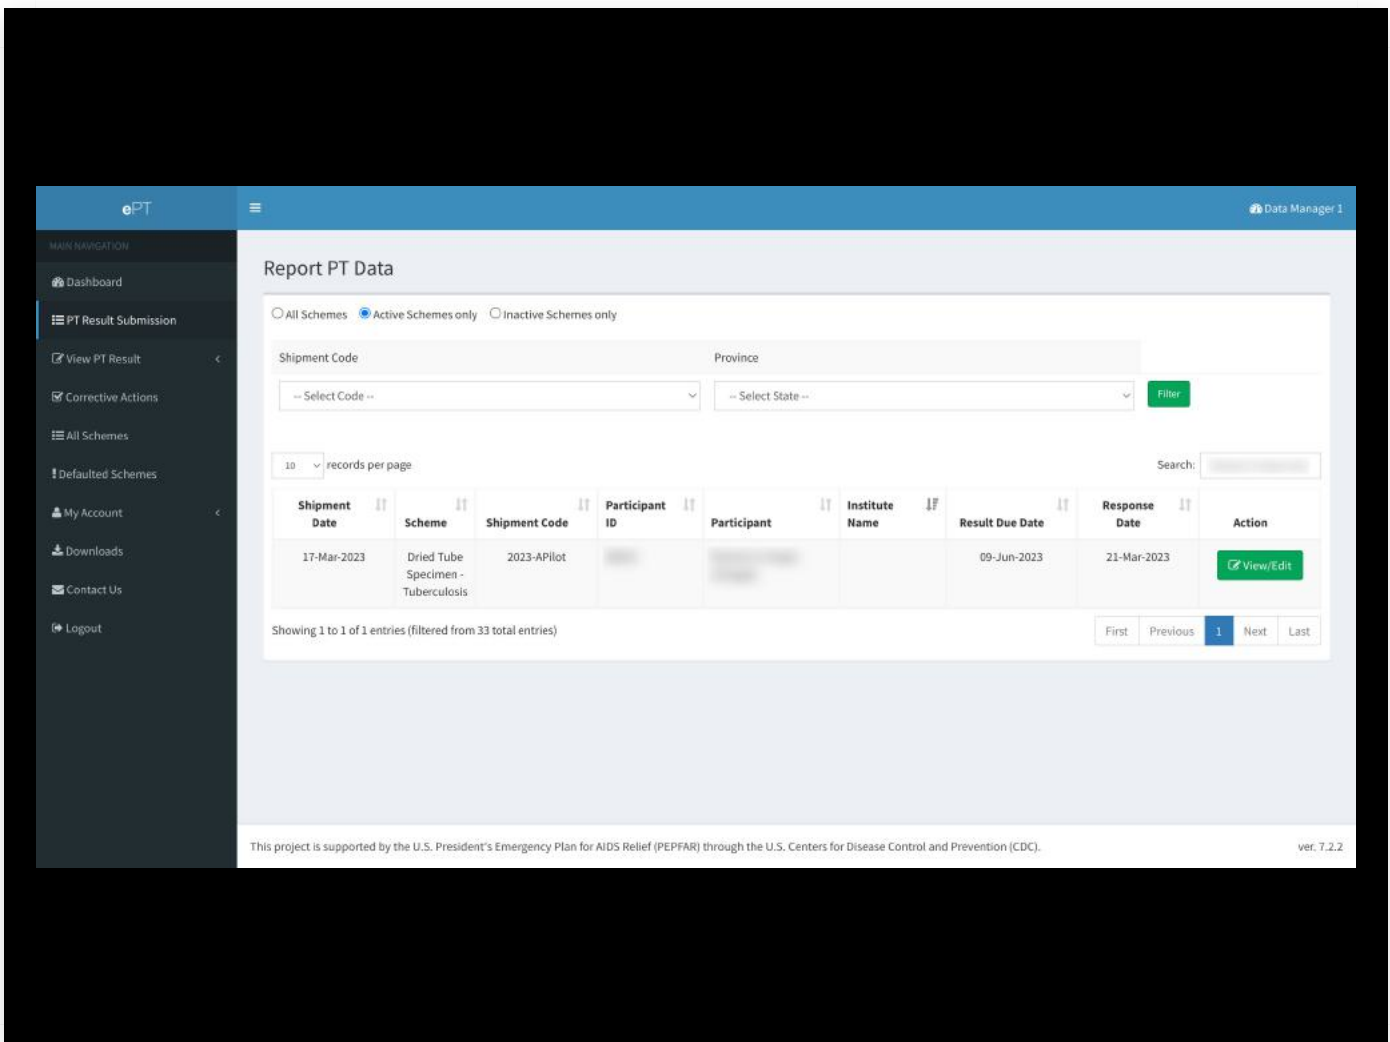 ePT
Data Manager 1
MAIN NAVIGATION
Dashboard
PT Result Submission
View PT Result
Corrective Actions
All Schemes
Defaulted Schemes
My Account
Downloads
Contact Us
Logout
Report PT Data
All Schemes Active Schemes only Inactive Schemes only
Shipment Code Province
-- Select Code -- -- Select State -- Filter
10 records per page Search:
Shipment Date Scheme Shipment Code Participant ID Participant Institute Name Result Due Date Response Date Action
17-Mar-2023 Dried Tube Specimen - Tuberculosis 2023-APilot 09-Jun-2023 21-Mar-2023 View/Edit
Showing 1 to 1 of 1 entries (filtered from 33 total entries) First Previous 1 Next Last
This project is supported by the U.S. President's Emergency Plan for AIDS Relief (PEPFAR) through the U.S. Centers for Disease Control and Prevention (CDC). ver. 7.2.2